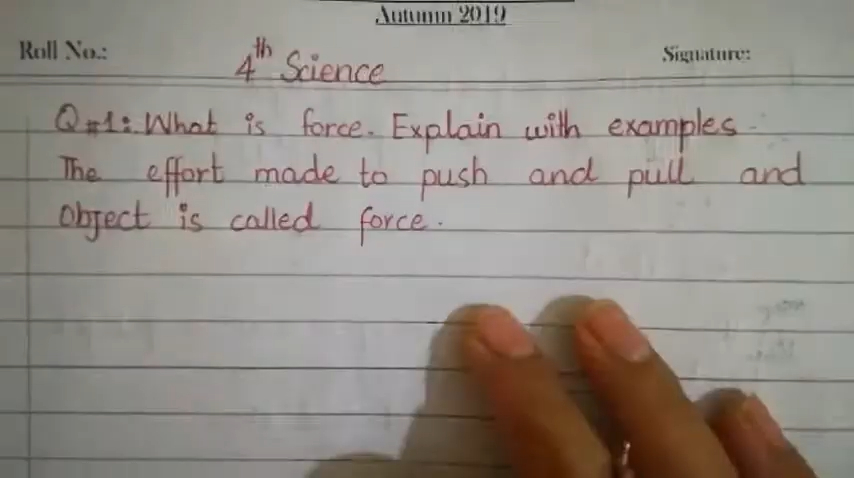 Autumn 2019
Roll No.:
4th Science
Signature:
Q#1: What is force. Explain with examples.
The effort made to push and pull and
Object is called force.